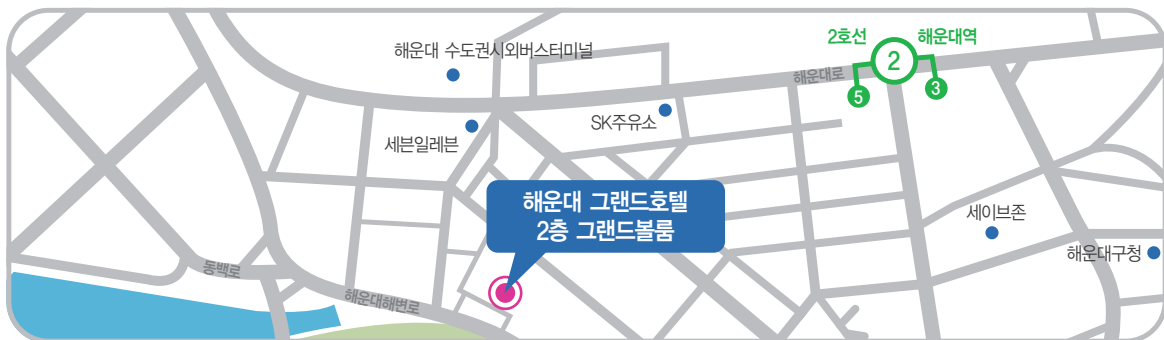 해운대 수도권시외버스터미널
2호선
2
해운대역
해운대로
5
3
SK주유소
세븐일레븐
해운대 그랜드호텔
2층 그랜드볼룸
세이브존
해운대구청
동백로
해운대해변로